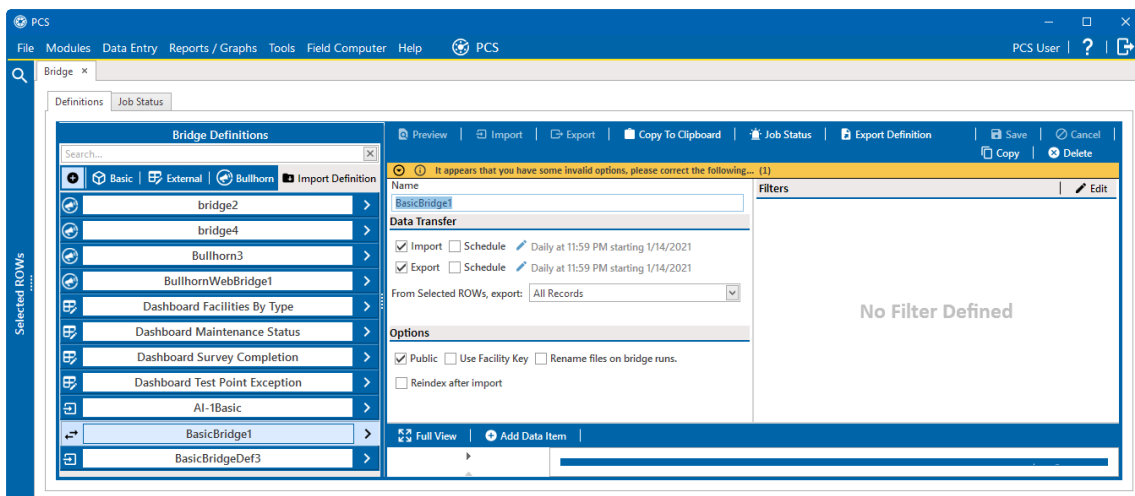 PCS
File Modules Data Entry Reports / Graphs Tools Field Computer Help PCS PCS User ?
Bridge ×
Definitions Job Status
Selected ROWs
Bridge Definitions
Search...
Basic External Bullhorn Import Definition
bridge2
bridge4
Bullhorn3
BullhornWebBridge1
Dashboard Facilities By Type
Dashboard Maintenance Status
Dashboard Survey Completion
Dashboard Test Point Exception
AI-1Basic
BasicBridge1
BasicBridgeDef3
Preview Import Export Copy To Clipboard Job Status Export Definition Save Cancel
Copy Delete
It appears that you have some invalid options, please correct the following... (1)
Name
BasicBridge1
Data Transfer
Import Schedule Daily at 11:59 PM starting 1/14/2021
Export Schedule Daily at 11:59 PM starting 1/14/2021
From Selected ROWs, export: All Records
Options
Public Use Facility Key Rename files on bridge runs.
Reindex after import
Filters Edit
No Filter Defined
Full View Add Data Item